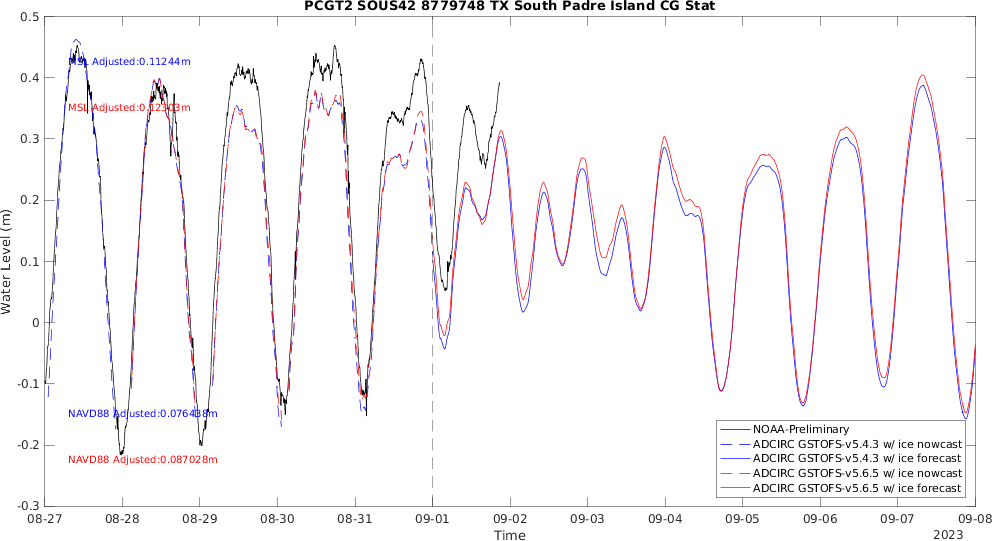 PCGT2 SOUS42 8779748 TX South Padre Island CG Stat
0.5
0.4
0.3
0.2
0.1
0
-0.1
-0.2
-0.3
Water Level (m)
MSL Adjusted:0.11244m
MSL Adjusted:0.12303m
NAVD88 Adjusted:0.076438m
NAVD88 Adjusted:0.087028m
NOAA-Preliminary
ADCIRC GSTOFS-v5.4.3 w/ ice nowcast
ADCIRC GSTOFS-v5.4.3 w/ ice forecast
ADCIRC GSTOFS-v5.6.5 w/ ice nowcast
ADCIRC GSTOFS-v5.6.5 w/ ice forecast
08-27 08-28 08-29 08-30 08-31 09-01 09-02 09-03 09-04 09-05 09-06 09-07 09-08
Time
2023